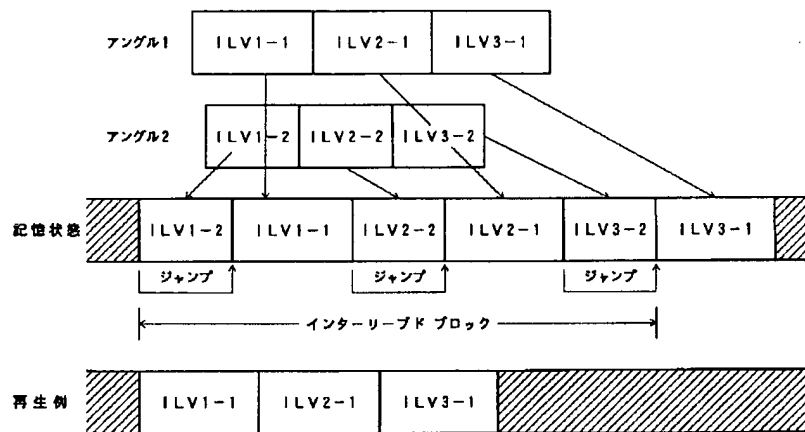 アングル1 ILV1-1 ILV2-1 ILV3-1
アングル2 ILV1-2 ILV2-2 ILV3-2
記憶状態 ILV1-2 ILV1-1 ILV2-2 ILV2-1 ILV3-2 ILV3-1
ジャンプ ジャンプ ジャンプ
インターリーブド ブロック
再生例 ILV1-1 ILV2-1 ILV3-1